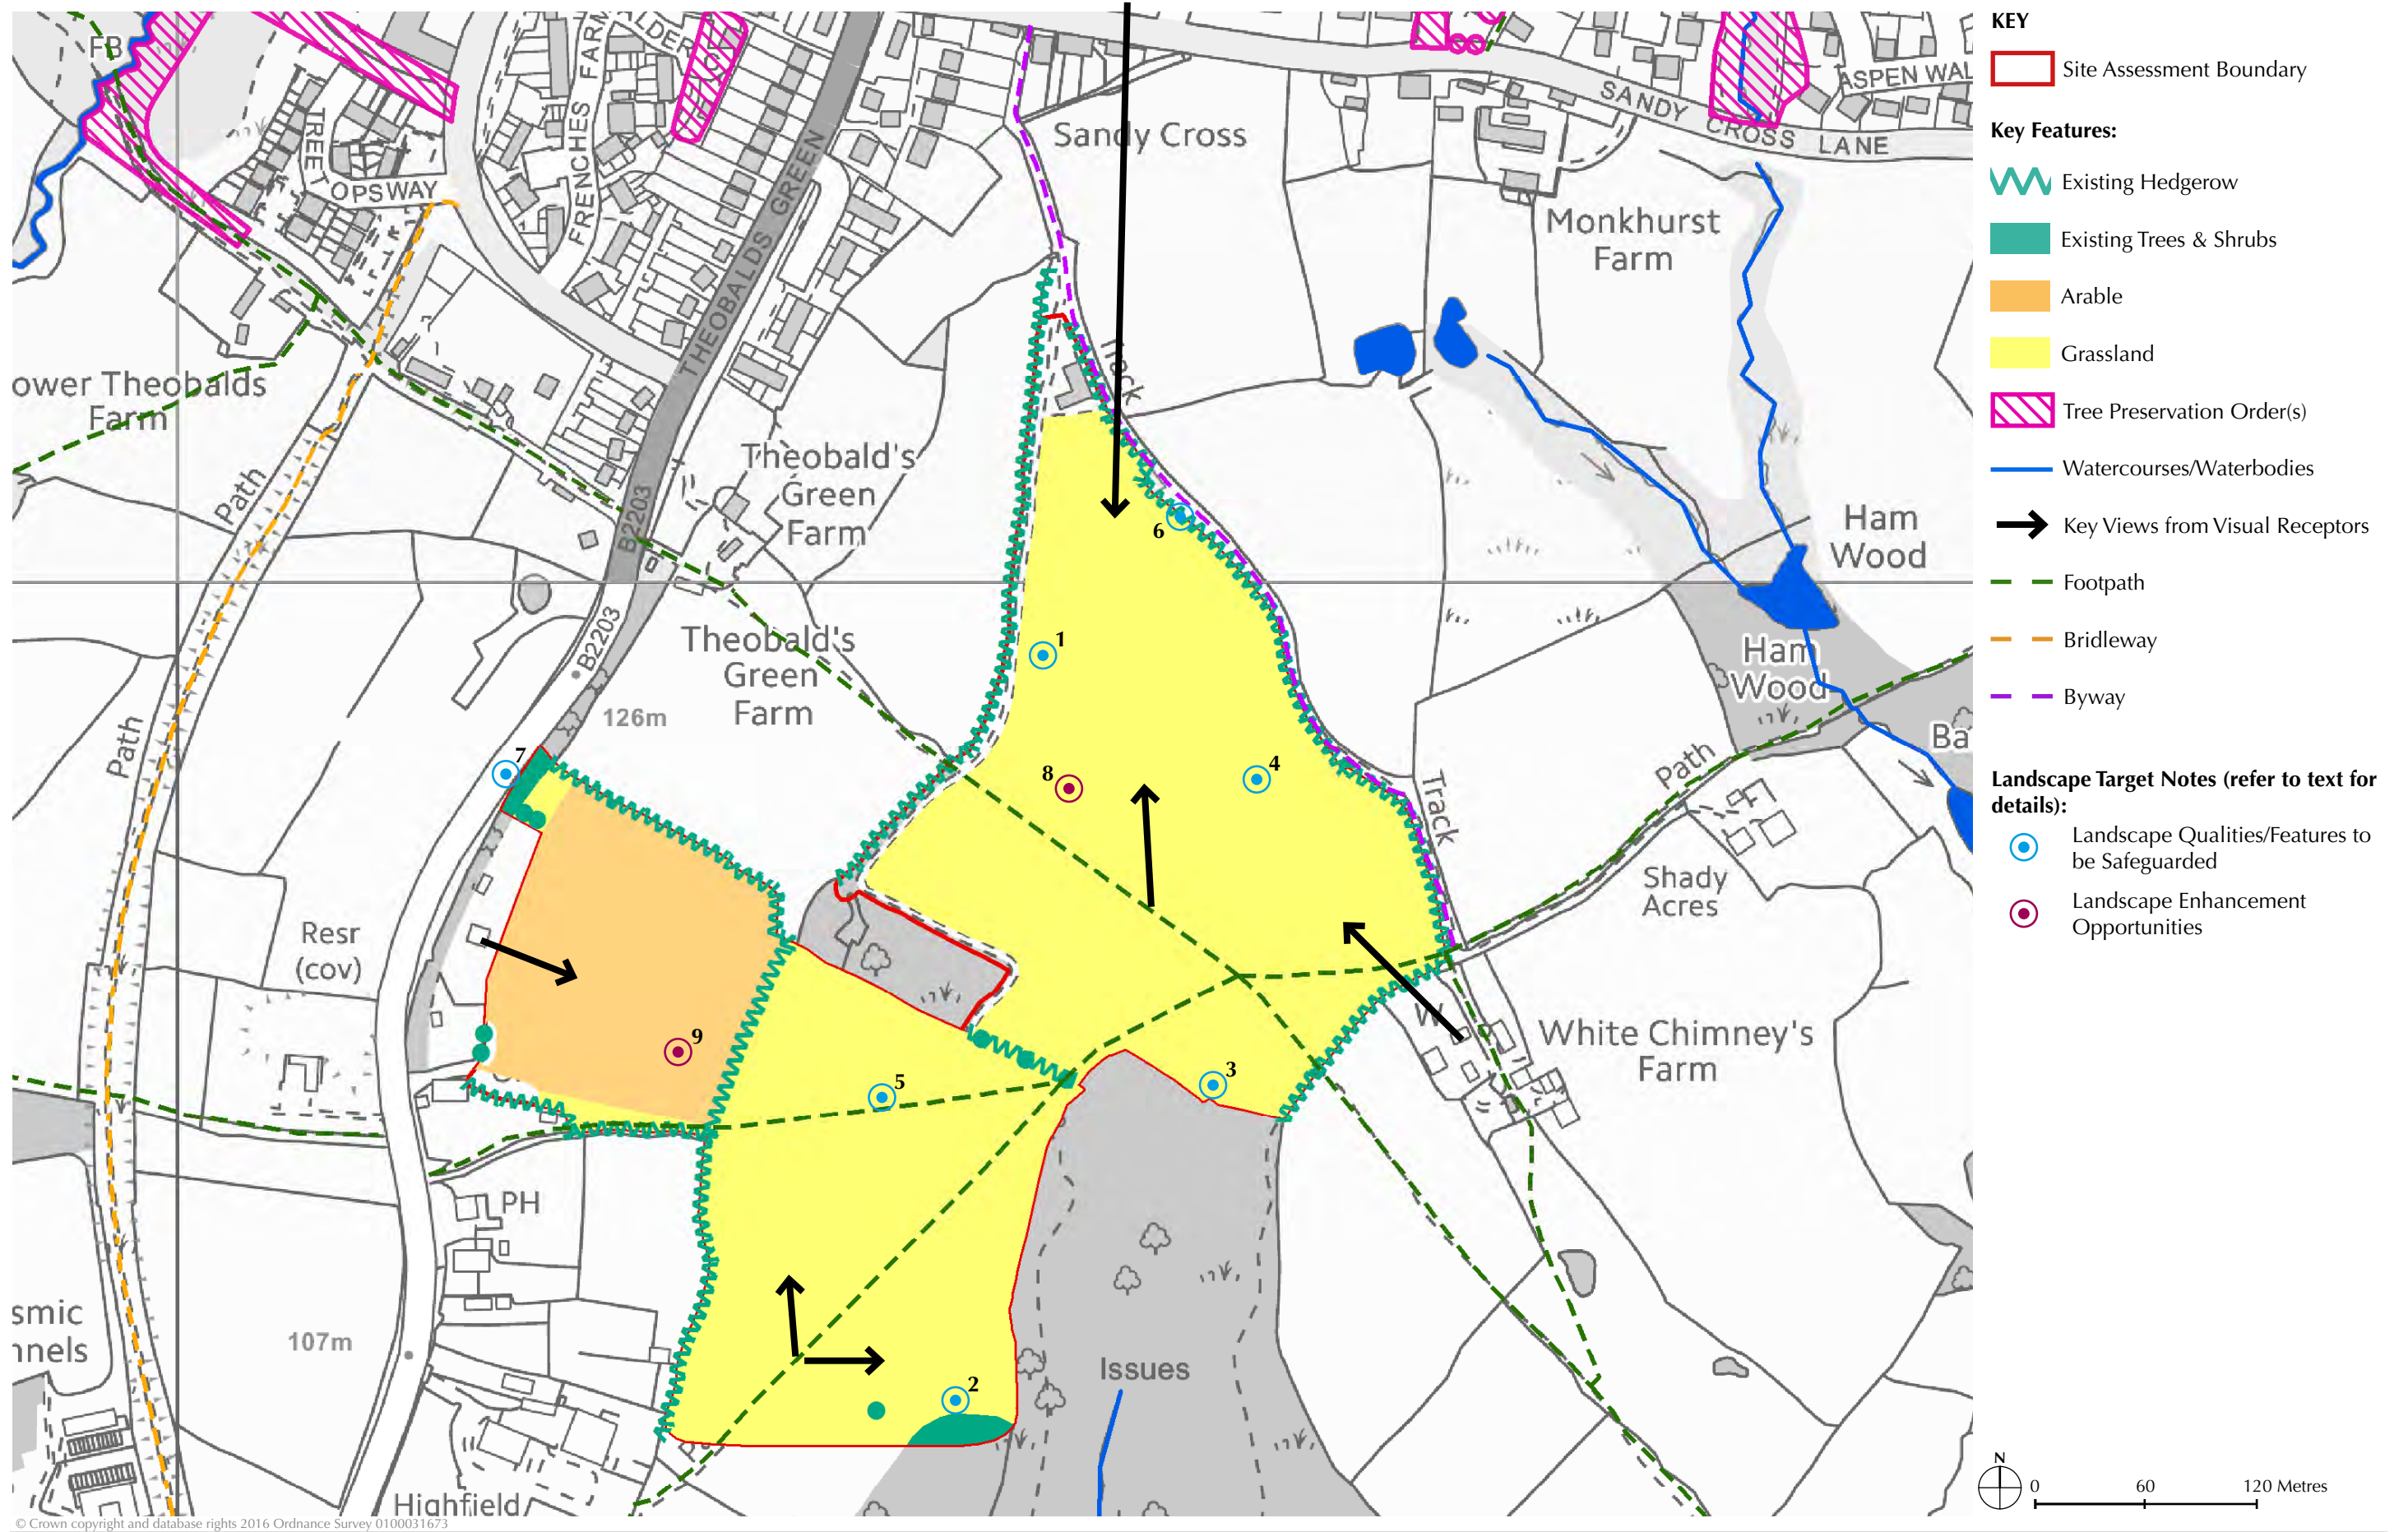 FB
TREE
OPSWAY
FRENCHES FARM
ALDER
THEOBALDS GREEN
Sandy Cross
SANDY CROSS LANE
ASPEN WAL
Monkhurst
Farm
ower Theobalds
Farm
Path
Track
Theobald's
Green
Farm
B2203
6
Ham
Wood
B2203
Theobald's
Green
Farm
1
Ham
Wood
126m
Path
7
8
4
Track
Path
Ba
Shady
Acres
Resr
(cov)
9
W
White Chimney's
Farm
5
3
PH
smic
nnels
107m
2
Issues
Highfield
© Crown copyright and database rights 2016 Ordnance Survey 0100031673
KEY
Site Assessment Boundary
Key Features:
Existing Hedgerow
Existing Trees & Shrubs
Arable
Grassland
Tree Preservation Order(s)
Watercourses/Waterbodies
Key Views from Visual Receptors
Footpath
Bridleway
Byway
Landscape Target Notes (refer to text for
details):
Landscape Qualities/Features to
be Safeguarded
Landscape Enhancement
Opportunities
N
0 60 120 Metres